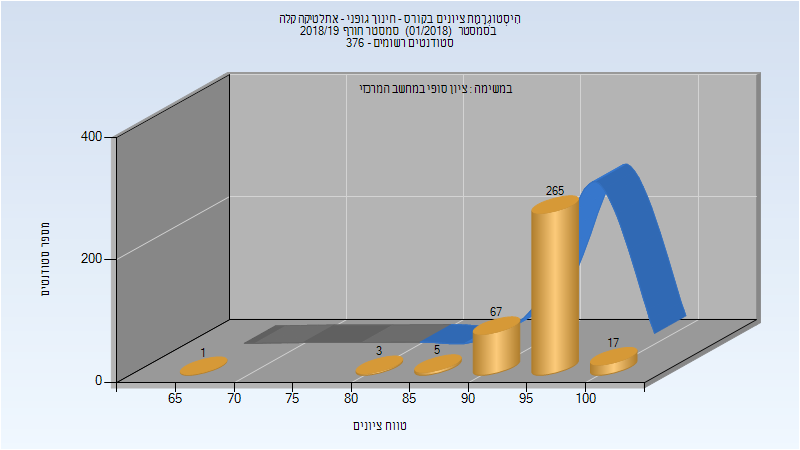 היסטוגרמת ציונים בקורס - חינוך גופני - אתלטיקה קלה
בסמסטר (01/2018) סמסטר חורף 2018/19
סטודנטים רשומים - 376
במשימה : ציון סופי במחשב המרכזי
מספר סטודנטים
400
200
0
1
3
5
67
265
17
65
70
75
80
85
90
95
100
טווח ציונים